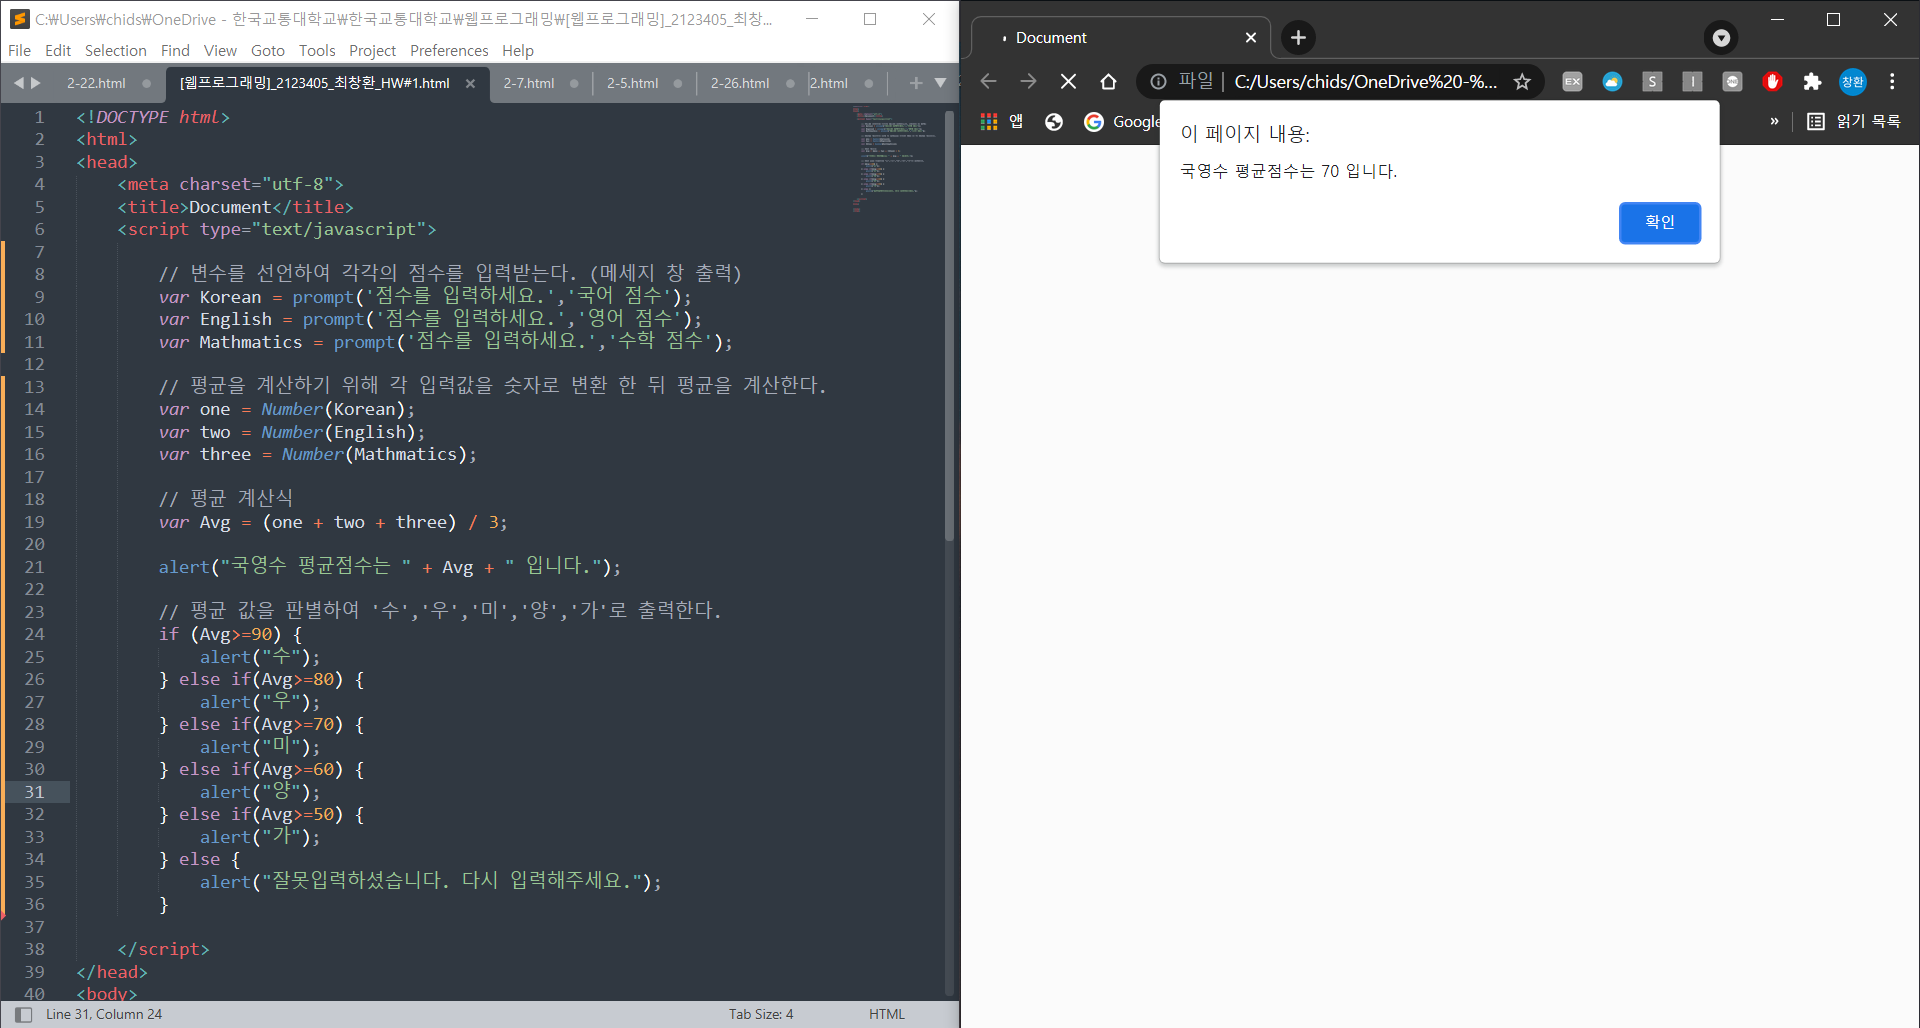 C:₩Users₩chids₩OneDrive - 한국교통대학교₩한국교통대학교₩웹프로그래밍₩[웹프로그래밍]_2123405_최창환...
File Edit Selection Find View Goto Tools Project Preferences Help
2-22.html [웹프로그래밍]_2123405_최창환_HW#1.html 2-7.html 2-5.html 2-26.html 2.html
1 <!DOCTYPE html>
2 <html>
3 <head>
4 <meta charset="utf-8">
5 <title>Document</title>
6 <script type="text/javascript">
7
8 // 변수를 선언하여 각각의 점수를 입력받는다. (메세지 창 출력)
9 var Korean = prompt('점수를 입력하세요.','국어 점수');
10 var English = prompt('점수를 입력하세요.','영어 점수');
11 var Mathmatics = prompt('점수를 입력하세요.','수학 점수');
12
13 // 평균을 계산하기 위해 각 입력값을 숫자로 변환 한 뒤 평균을 계산한다.
14 var one = Number(Korean);
15 var two = Number(English);
16 var three = Number(Mathmatics);
17
18 // 평균 계산식
19 var Avg = (one + two + three) / 3;
20
21 alert("국영수 평균점수는 " + Avg + " 입니다.");
22
23 // 평균 값을 판별하여 '수','우','미','양','가'로 출력한다.
24 if (Avg>=90) {
25 alert("수");
26 } else if(Avg>=80) {
27 alert("우");
28 } else if(Avg>=70) {
29 alert("미");
30 } else if(Avg>=60) {
31 alert("양");
32 } else if(Avg>=50) {
33 alert("가");
34 } else {
35 alert("잘못입력하셨습니다. 다시 입력해주세요.");
36 }
37
38 </script>
39 </head>
40 <body>
Line 31, Column 24 Tab Size: 4 HTML
Document
파일 | C:/Users/chids/OneDrive%20-%... EX S I 창환
앱 Google » 읽기 목록
이 페이지 내용:
국영수 평균점수는 70 입니다.
확인